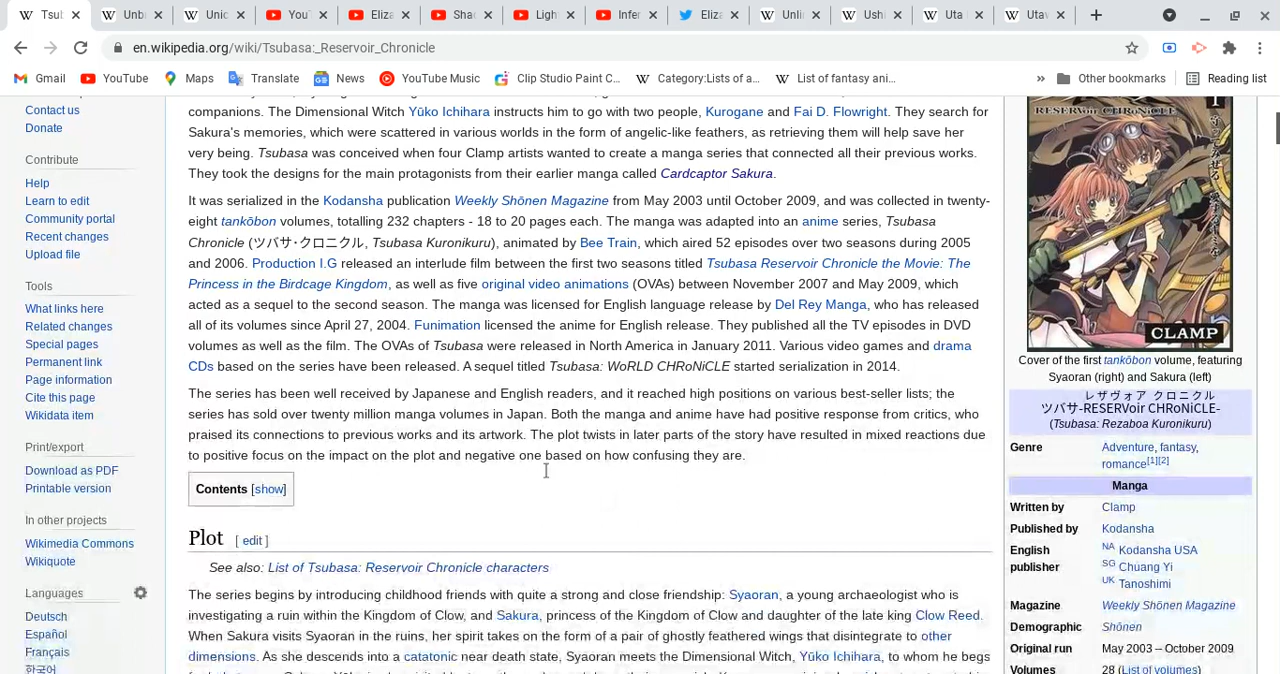 Tsub
Unbr
Unic
YouT
Eliza
Shar
Ligh
Infer
Eliza
Unli
Ushi
Uta
Utav
en.wikipedia.org/wiki/Tsubasa:_Reservoir_Chronicle
Gmail
YouTube
Maps
Translate
News
YouTube Music
Clip Studio Paint C...
Category:Lists of a...
List of fantasy ani...
»
Other bookmarks
Reading list
Contact us
Donate
Contribute
Help
Learn to edit
Community portal
Recent changes
Upload file
Tools
What links here
Related changes
Special pages
Permanent link
Page information
Cite this page
Wikidata item
Print/export
Download as PDF
Printable version
In other projects
Wikimedia Commons
Wikiquote
Languages
Deutsch
Español
Français
한국어
companions. The Dimensional Witch Yūko Ichihara instructs him to go with two people, Kurogane and Fai D. Flowright. They search for
Sakura's memories, which were scattered in various worlds in the form of angelic-like feathers, as retrieving them will help save her
very being. Tsubasa was conceived when four Clamp artists wanted to create a manga series that connected all their previous works.
They took the designs for the main protagonists from their earlier manga called Cardcaptor Sakura.
It was serialized in the Kodansha publication Weekly Shōnen Magazine from May 2003 until October 2009, and was collected in twenty-
eight tankōbon volumes, totalling 232 chapters - 18 to 20 pages each. The manga was adapted into an anime series, Tsubasa
Chronicle (ツバサ・クロニクル, Tsubasa Kuronikuru), animated by Bee Train, which aired 52 episodes over two seasons during 2005
and 2006. Production I.G released an interlude film between the first two seasons titled Tsubasa Reservoir Chronicle the Movie: The
Princess in the Birdcage Kingdom, as well as five original video animations (OVAs) between November 2007 and May 2009, which
acted as a sequel to the second season. The manga was licensed for English language release by Del Rey Manga, who has released
all of its volumes since April 27, 2004. Funimation licensed the anime for English release. They published all the TV episodes in DVD
volumes as well as the film. The OVAs of Tsubasa were released in North America in January 2011. Various video games and drama
CDs based on the series have been released. A sequel titled Tsubasa: WoRLD CHRoNiCLE started serialization in 2014.
The series has been well received by Japanese and English readers, and it reached high positions on various best-seller lists; the
series has sold over twenty million manga volumes in Japan. Both the manga and anime have had positive response from critics, who
praised its connections to previous works and its artwork. The plot twists in later parts of the story have resulted in mixed reactions due
to positive focus on the impact on the plot and negative one based on how confusing they are.
Contents [show]
Plot [ edit ]
See also: List of Tsubasa: Reservoir Chronicle characters
The series begins by introducing childhood friends with quite a strong and close friendship: Syaoran, a young archaeologist who is
investigating a ruin within the Kingdom of Clow, and Sakura, princess of the Kingdom of Clow and daughter of the late king Clow Reed.
When Sakura visits Syaoran in the ruins, her spirit takes on the form of a pair of ghostly feathered wings that disintegrate to other
dimensions. As she descends into a catatonic near death state, Syaoran meets the Dimensional Witch, Yūko Ichihara, to whom he begs
RESERVoir CHRoNiCLE
1
CLAMP
Cover of the first tankōbon volume, featuring
Syaoran (right) and Sakura (left)
レザヴォア クロニクル
ツバサ-RESERVoir CHRoNiCLE-
(Tsubasa: Rezaboa Kuronikuru)
Genre Adventure, fantasy,
romance[1][2]
Manga
Written by Clamp
Published by Kodansha
English NA Kodansha USA
publisher SG Chuang Yi
UK Tanoshimi
Magazine Weekly Shōnen Magazine
Demographic Shōnen
Original run May 2003 – October 2009
Volumes 28 (List of volumes)